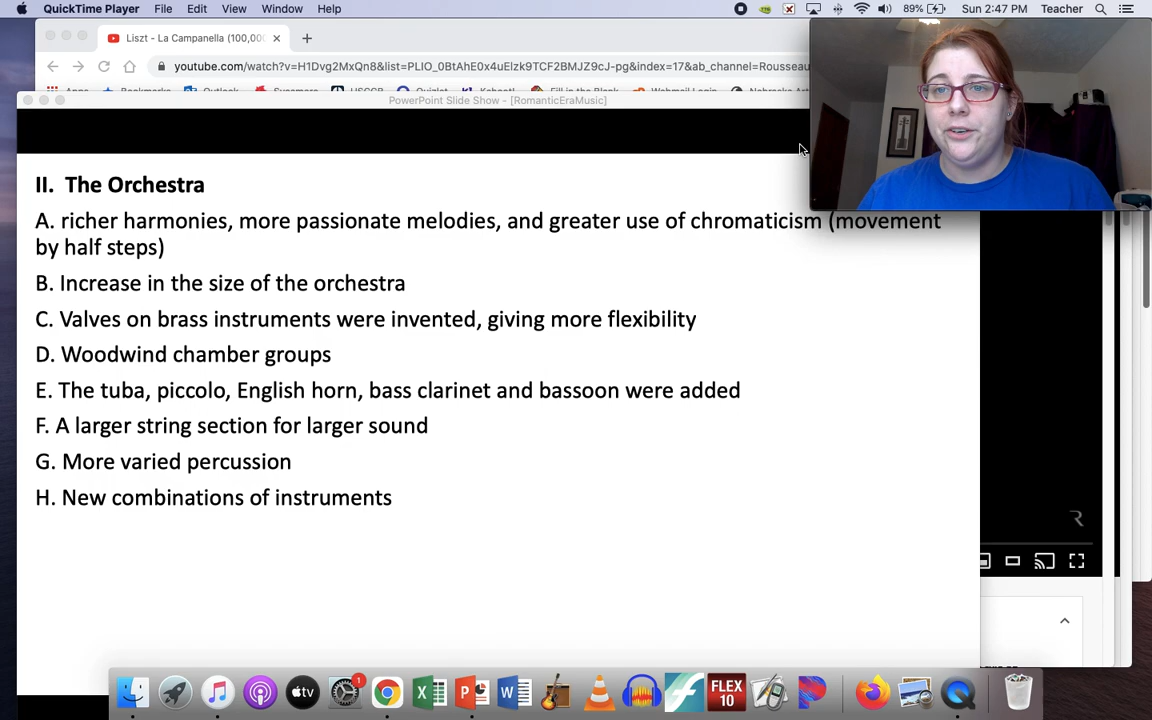 QuickTime Player File Edit View Window Help 89% Sun 2:47 PM Teacher
Liszt - La Campanella (100,00
youtube.com/watch?v=H1Dvg2MxQn8&list=PLIO_0BtAhE0x4uElzk9TCF2BMJZ9cJ-pg&index=17&ab_channel=Rousseau
PowerPoint Slide Show - [RomanticEraMusic]
II. The Orchestra
A. richer harmonies, more passionate melodies, and greater use of chromaticism (movement
by half steps)
B. Increase in the size of the orchestra
C. Valves on brass instruments were invented, giving more flexibility
D. Woodwind chamber groups
E. The tuba, piccolo, English horn, bass clarinet and bassoon were added
F. A larger string section for larger sound
G. More varied percussion
H. New combinations of instruments
tv
1
FLEX
10